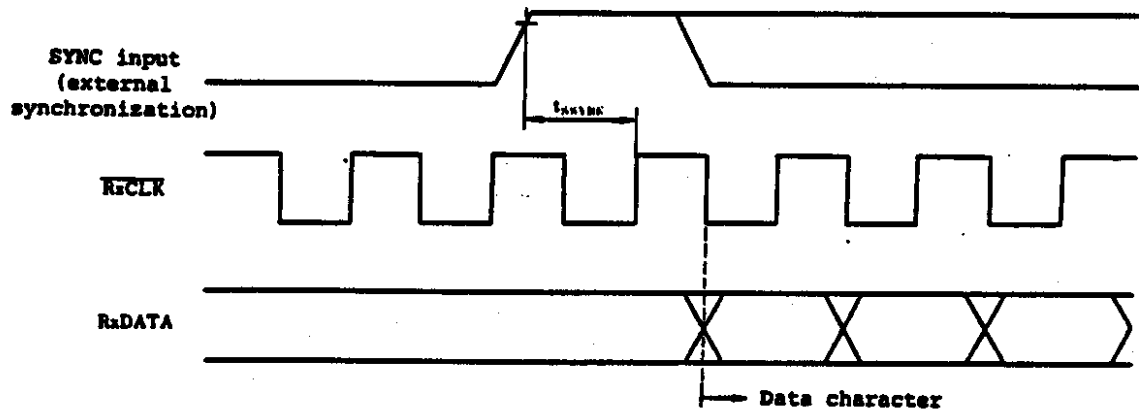 SYNC input
(external
synchronization)
RxCLK
RxDATA
Data character